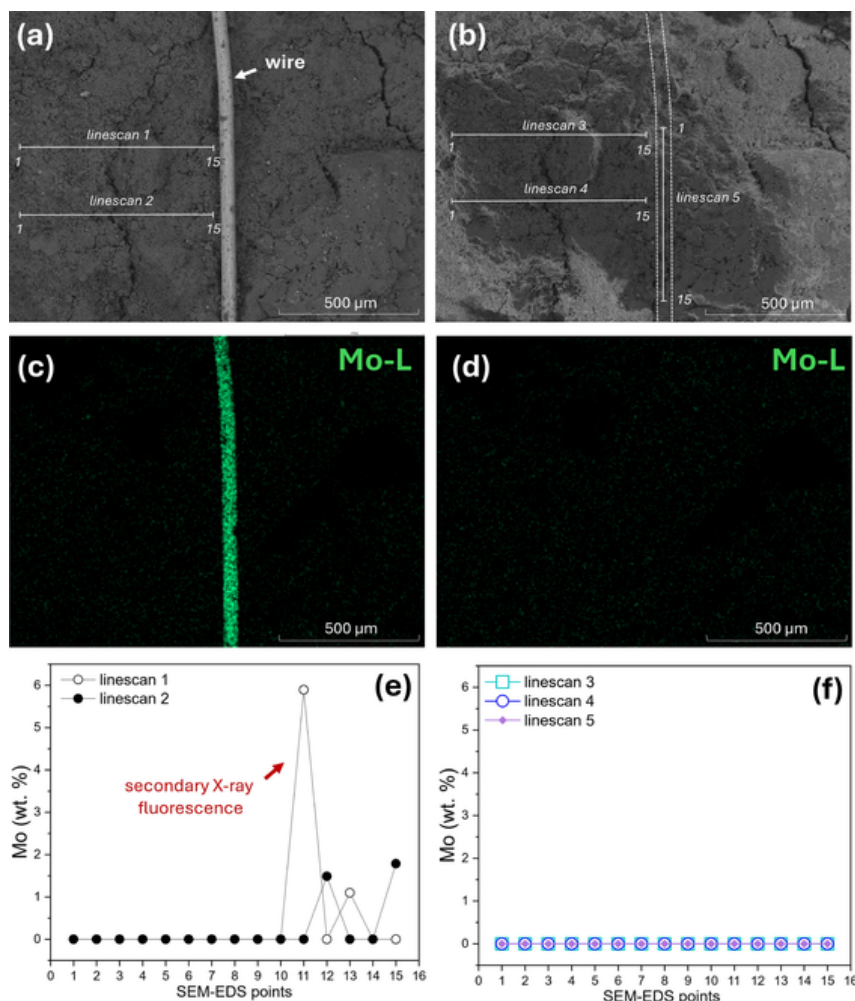 (a)
wire
linescan 1
1
15
linescan 2
1
15
500 µm
(b)
linescan 3
1
15
1
linescan 4
linescan 5
1
15
15
500 µm
(c)
Mo-L
500 µm
(d)
Mo-L
500 µm
(e)
linescan 1
linescan 2
secondary X-ray
fluorescence
Mo (wt. %)
6
5
4
3
2
1
0
1 2 3 4 5 6 7 8 9 10 11 12 13 14 15 16
SEM-EDS points
(f)
linescan 3
linescan 4
linescan 5
Mo (wt. %)
6
5
4
3
2
1
0
0 1 2 3 4 5 6 7 8 9 10 11 12 13 14 15 16
SEM-EDS points